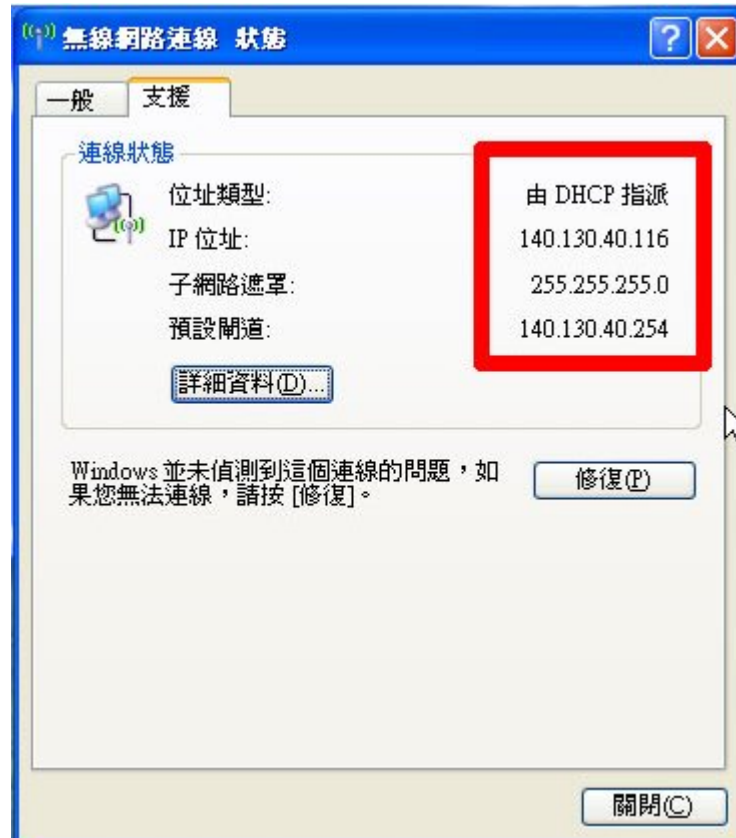 無線網路連線 狀態
一般 支援
連線狀態
位址類型: 由 DHCP 指派
IP 位址: 140.130.40.116
子網路遮罩: 255.255.255.0
預設閘道: 140.130.40.254
詳細資料(D)...
Windows 並未偵測到這個連線的問題，如
果您無法連線，請按 [修復]。
修復(P)
關閉(C)